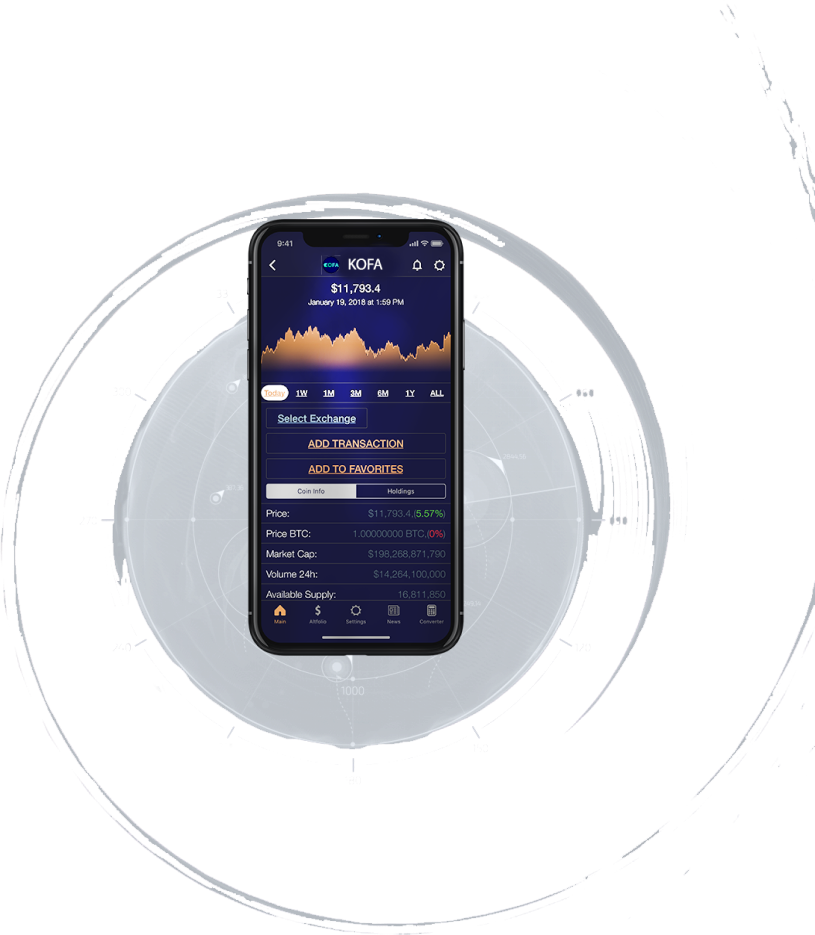 9:41
KOFA KOFA
$11,793.4
January 19, 2018 at 1:59 PM
Today 1W 1M 3M 6M 1Y ALL
Select Exchange
ADD TRANSACTION
ADD TO FAVORITES
Coin Info Holdings
Price: $11,793.4,(5.57%)
Price BTC: 1.00000000 BTC,(0%)
Market Cap: $198,268,871,790
Volume 24h: $14,264,100,000
Available Supply: 16,811,850
Main Altfolio Settings News Converter
1000